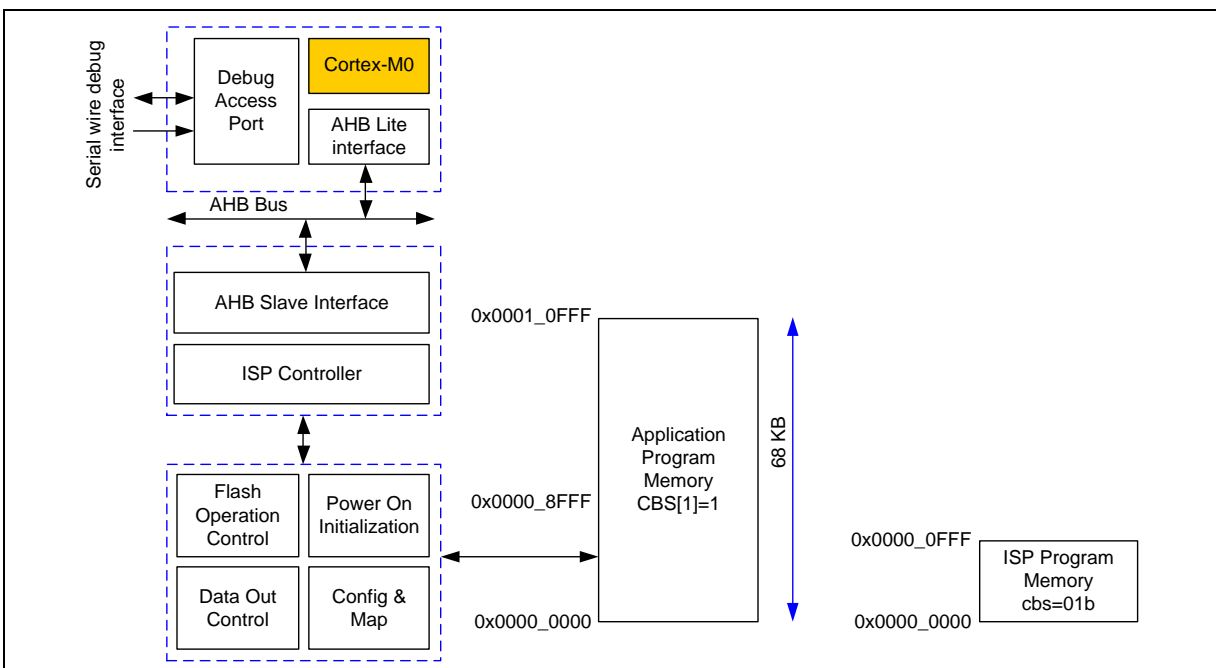 Serial wire debug
interface
Debug
Access
Port
Cortex-M0
AHB Lite
interface
AHB Bus
AHB Slave Interface
ISP Controller
Flash
Operation
Control
Power On
Initialization
Data Out
Control
Config &
Map
0x0001_0FFF
0x0000_8FFF
0x0000_0000
Application
Program
Memory
CBS[1]=1
68 KB
0x0000_0FFF
0x0000_0000
ISP Program
Memory
cbs=01b